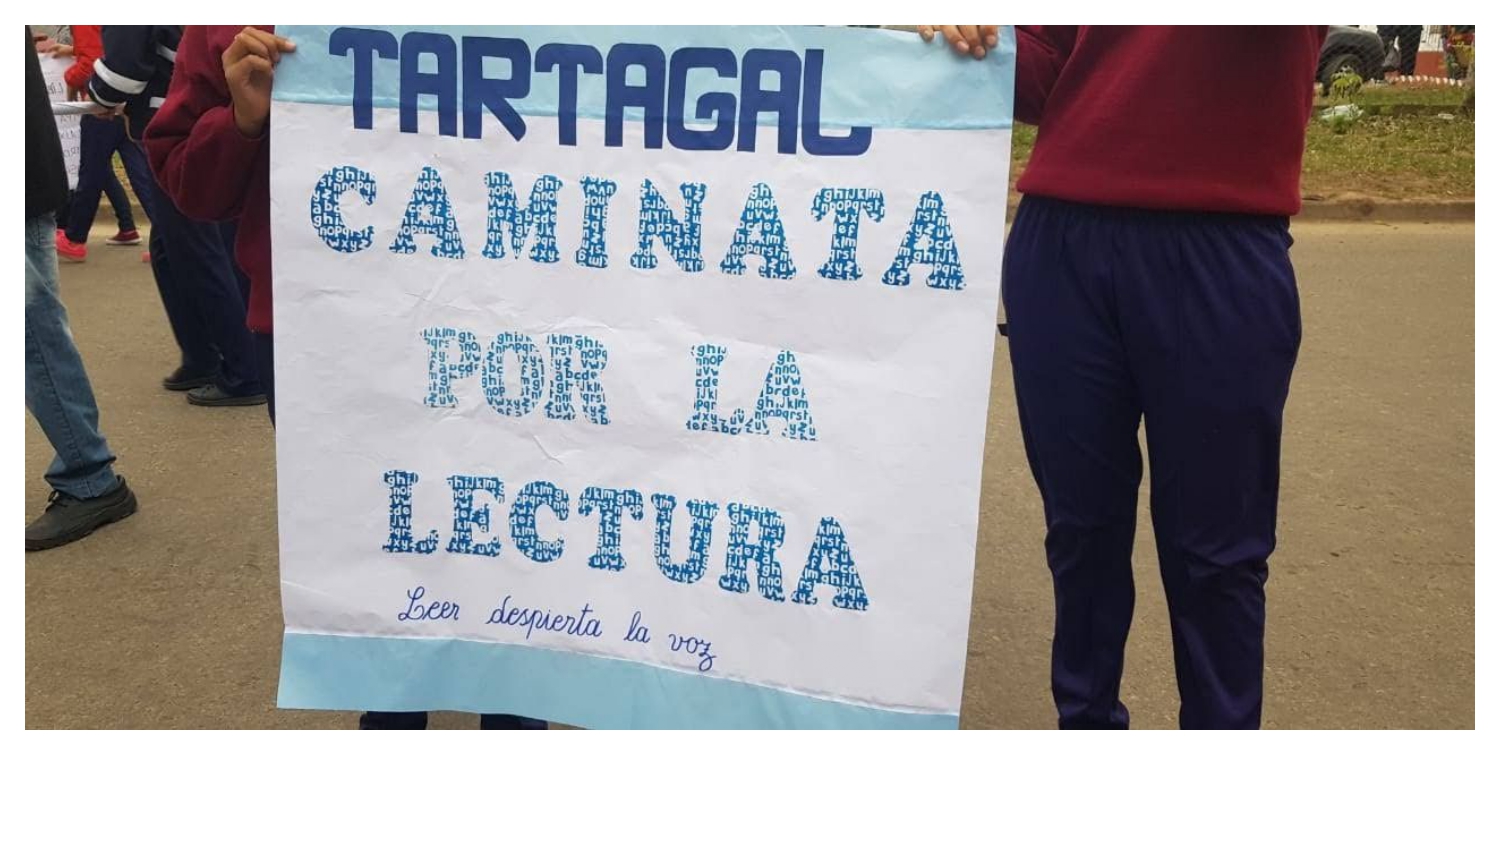 TARTAGAL
CAMINATA
POR LA
LECTURA
Leer despierta la voz